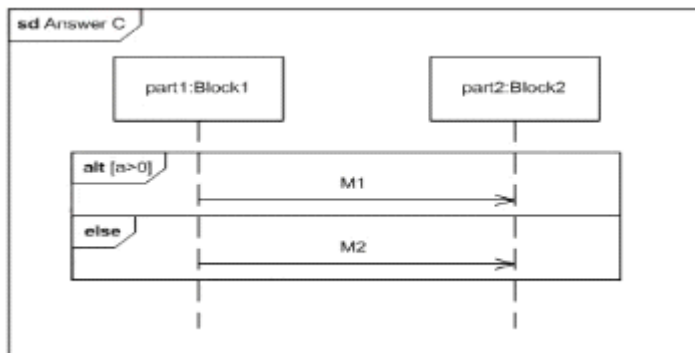 sd Answer C
part1:Block1
part2:Block2
alt [a>0]
M1
else
M2